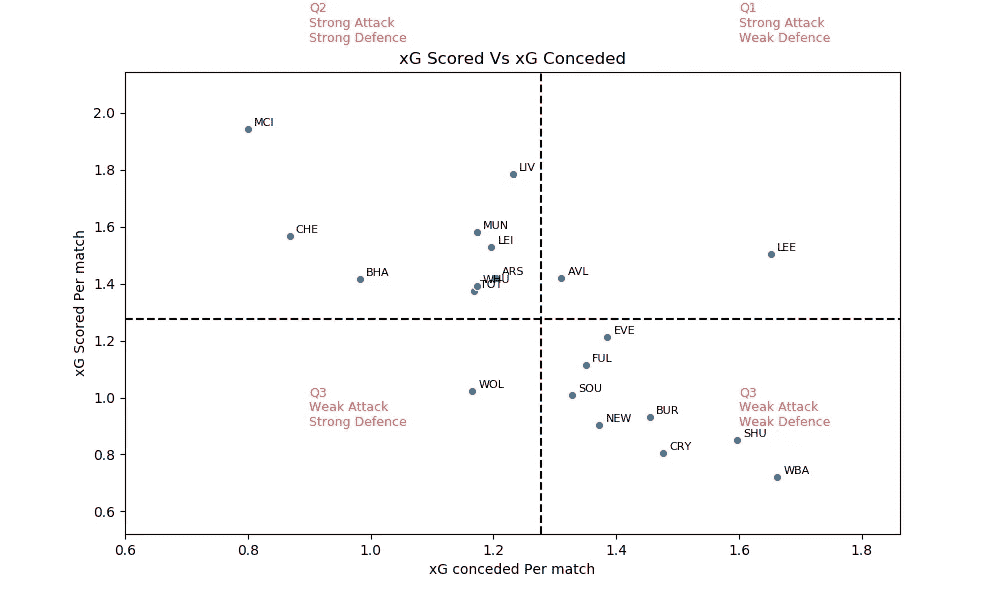 Q2
Strong Attack
Strong Defence
Q1
Strong Attack
Weak Defence
xG Scored Vs xG Conceded
xG Scored Per match
2.0
1.8
1.6
1.4
1.2
1.0
0.8
0.6
MCI
LIV
CHE
MUN
LEI
LEE
BHA
ARS
AVL
WHU
TOT
EVE
FUL
WOL
SOU
Q3
Weak Attack
Strong Defence
Q3
Weak Attack
Weak Defence
BUR
NEW
SHU
CRY
WBA
0.6
0.8
1.0
1.2
1.4
1.6
1.8
xG conceded Per match